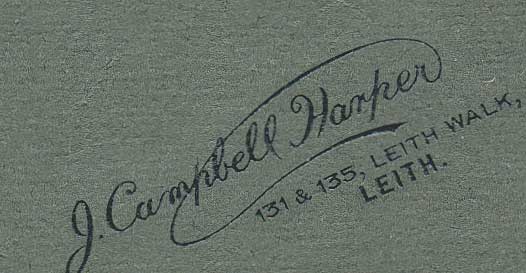 J. Campbell Harper
131 & 135, LEITH WALK,
LEITH.